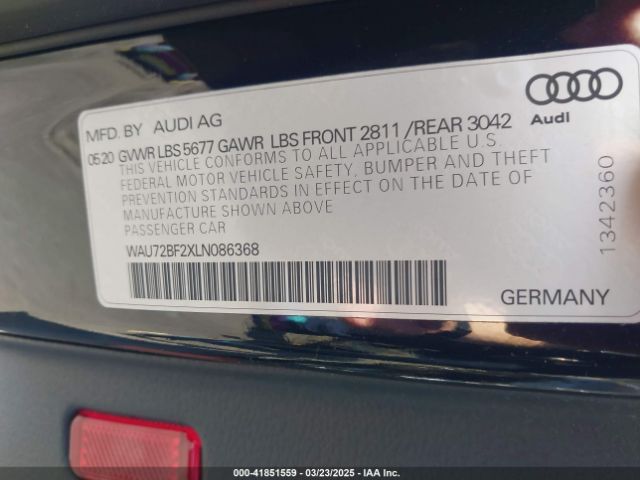 MFD. BY AUDI AG
0520 GVWR LBS 5677 GAWR LBS FRONT 2811 / REAR 3042
THIS VEHICLE CONFORMS TO ALL APPLICABLE U.S.
FEDERAL MOTOR VEHICLE SAFETY, BUMPER AND THEFT
PREVENTION STANDARDS IN EFFECT ON THE DATE OF
MANUFACTURE SHOWN ABOVE
PASSENGER CAR
WAU72BF2XLN086368
GERMANY
Audi
1342360
000-41851559 — 03/23/2025 — IAA Inc.